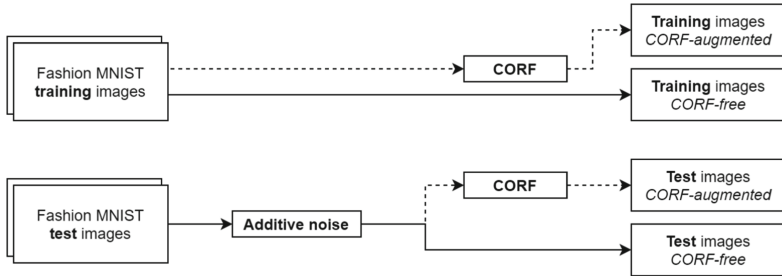 Fashion MNIST
training images
CORF
Training images
CORF-augmented
Training images
CORF-free
Fashion MNIST
test images
Additive noise
CORF
Test images
CORF-augmented
Test images
CORF-free